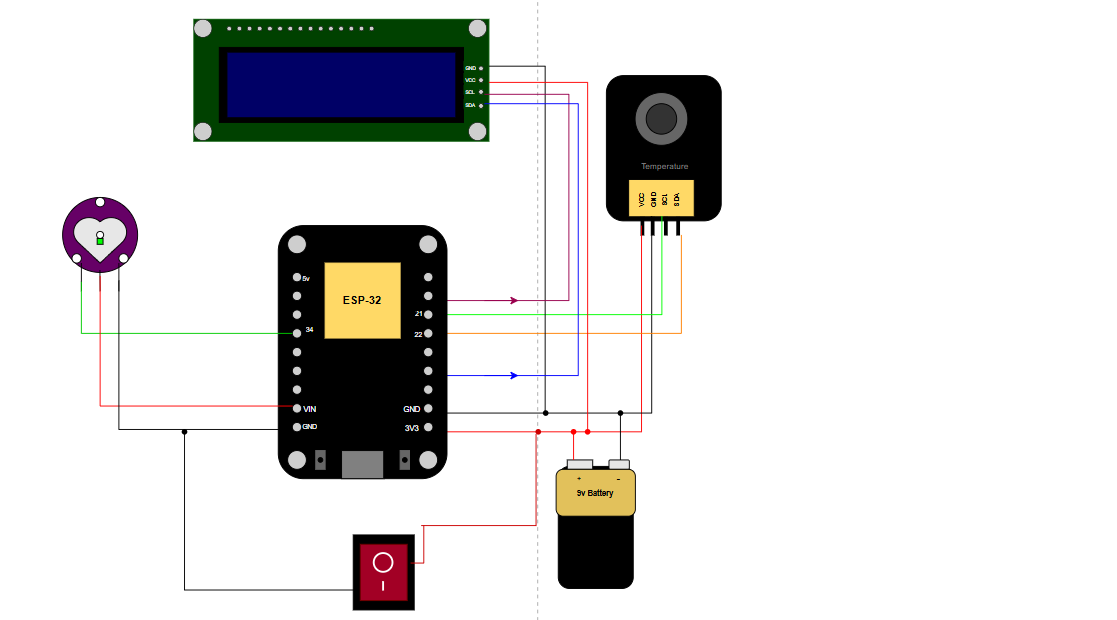 GND
VCC
SCL
SDA
Temperature
VCC
GND
SCL
SDA
5v
ESP-32
21
34
22
VIN
GND
GND
3V3
+
-
9v Battery